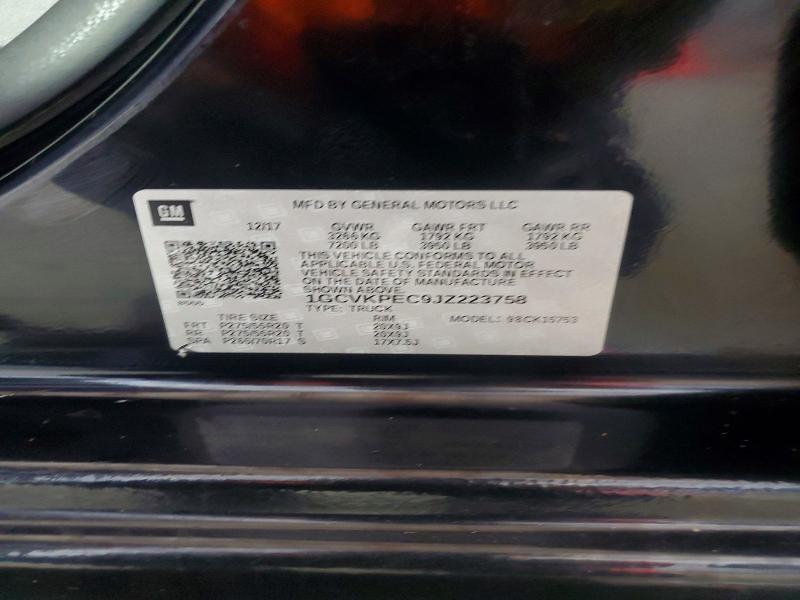 GM
MFD BY GENERAL MOTORS LLC
12/17 GVWR GAWR FRT GAWR RR
3266 KG 1792 KG 1792 KG
7200 LB 3950 LB 3950 LB
THIS VEHICLE CONFORMS TO ALL
APPLICABLE U.S. FEDERAL MOTOR
VEHICLE SAFETY STANDARDS IN EFFECT
ON THE DATE OF MANUFACTURE
SHOWN ABOVE.
1GCVKPEC9JZ223758
TYPE: TRUCK
TIRE SIZE RIM MODEL: 98CK15753
FRT P275/55R20 T 20X9J
RR P275/55R20 T 20X9J
SPA P265/70R17 S 17X7.5J